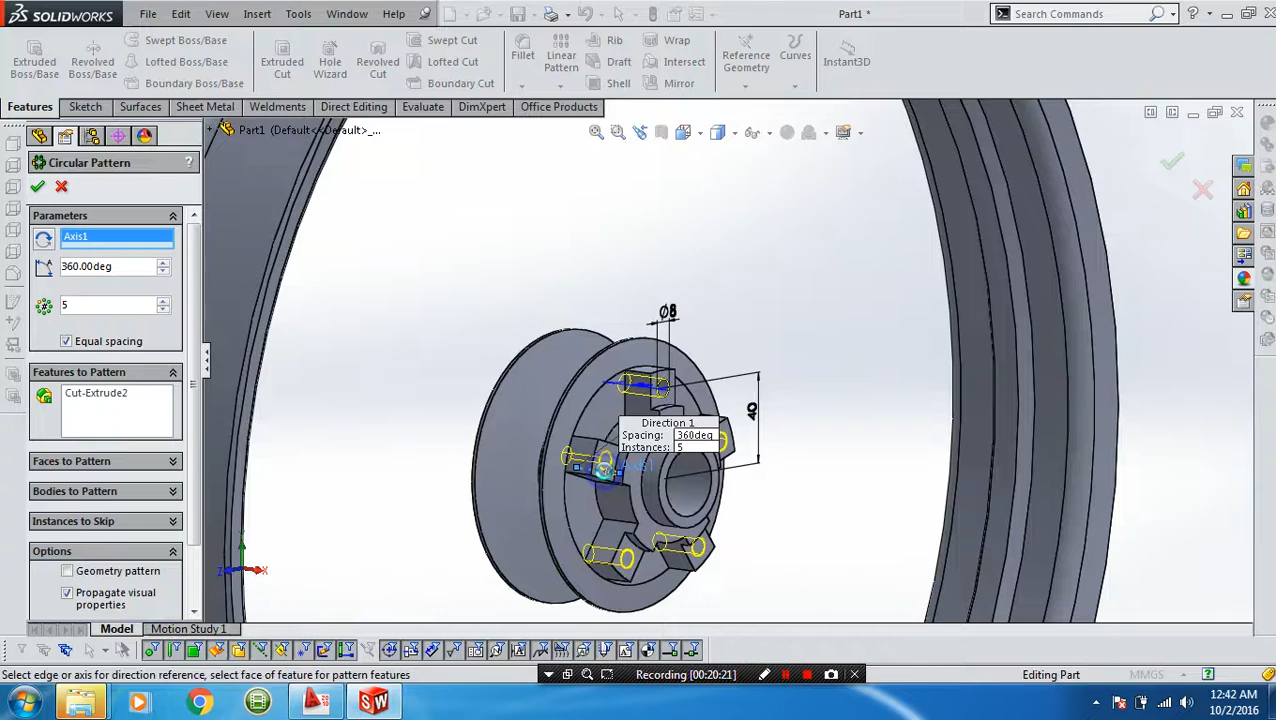 SOLIDWORKS
File Edit View Insert Tools Window Help
Part1 *
Search Commands
Extruded Boss/Base
Revolved Boss/Base
Swept Boss/Base
Lofted Boss/Base
Boundary Boss/Base
Extruded Cut
Hole Wizard
Revolved Cut
Swept Cut
Lofted Cut
Boundary Cut
Fillet
Linear Pattern
Rib
Draft
Shell
Wrap
Intersect
Mirror
Reference Geometry
Curves
Instant3D
Features Sketch Surfaces Sheet Metal Weldments Direct Editing Evaluate DimXpert Office Products
Part1 (Default<<Default>_...
Circular Pattern ?
Parameters
Axis1
360.00deg
5
Equal spacing
Features to Pattern
Cut-Extrude2
Faces to Pattern
Bodies to Pattern
Instances to Skip
Options
Geometry pattern
Propagate visual properties
40
Direction 1
Spacing: 360deg
Instances: 5
Axis1
Z X
Model Motion Study 1
Select edge or axis for direction reference, select face of feature for pattern features
Recording [00:20:21]
Editing Part
MMGS
12:42 AM
10/2/2016